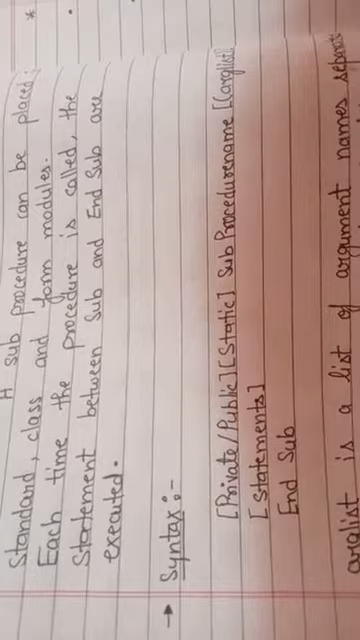 A sub procedure can be placed:
Standard, class and form modules.
Each time the procedure is called, the
Statement between Sub and End Sub are
executed.
→ Syntax:-
[Private/Public][Static] Sub Procedurename [(arglist)]
[statements]
End Sub
arglist is a list of argument names